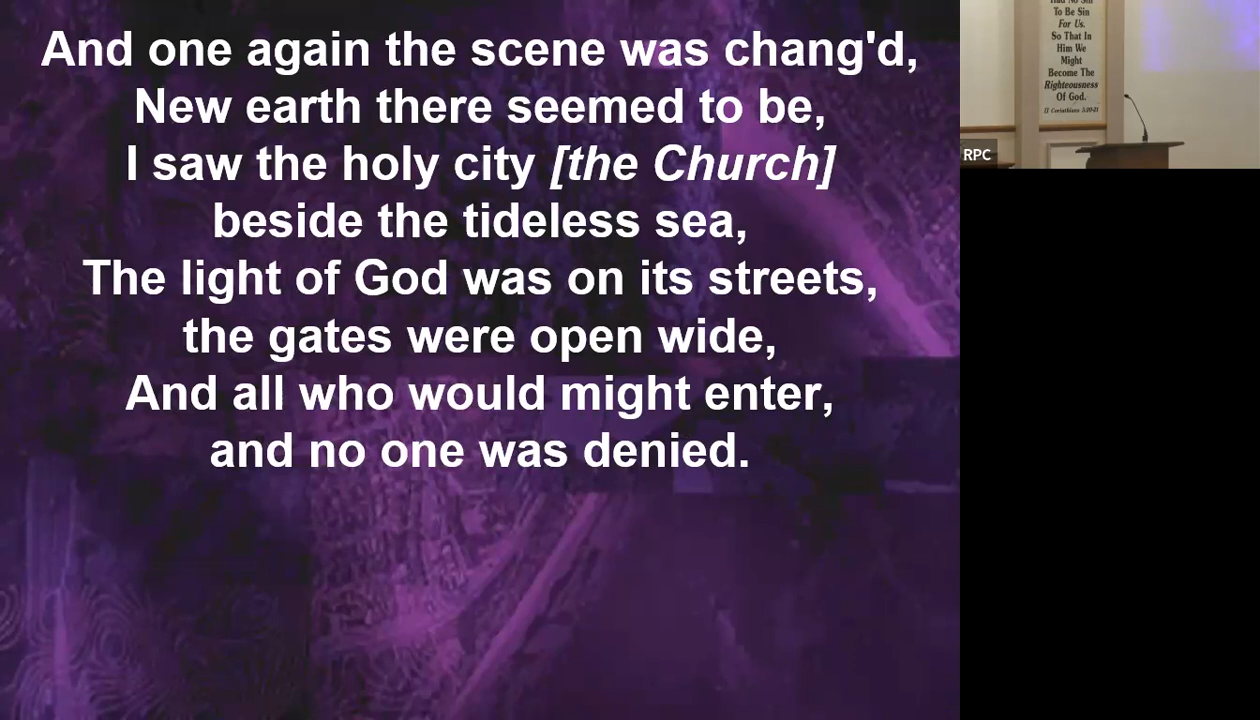 And one again the scene was chang'd,
New earth there seemed to be,
I saw the holy city [the Church]
beside the tideless sea,
The light of God was on its streets,
the gates were open wide,
And all who would might enter,
and no one was denied.
To Be Sin
For Us.
So That In
Him We
Might
Become The
Righteousness
Of God.
RPC